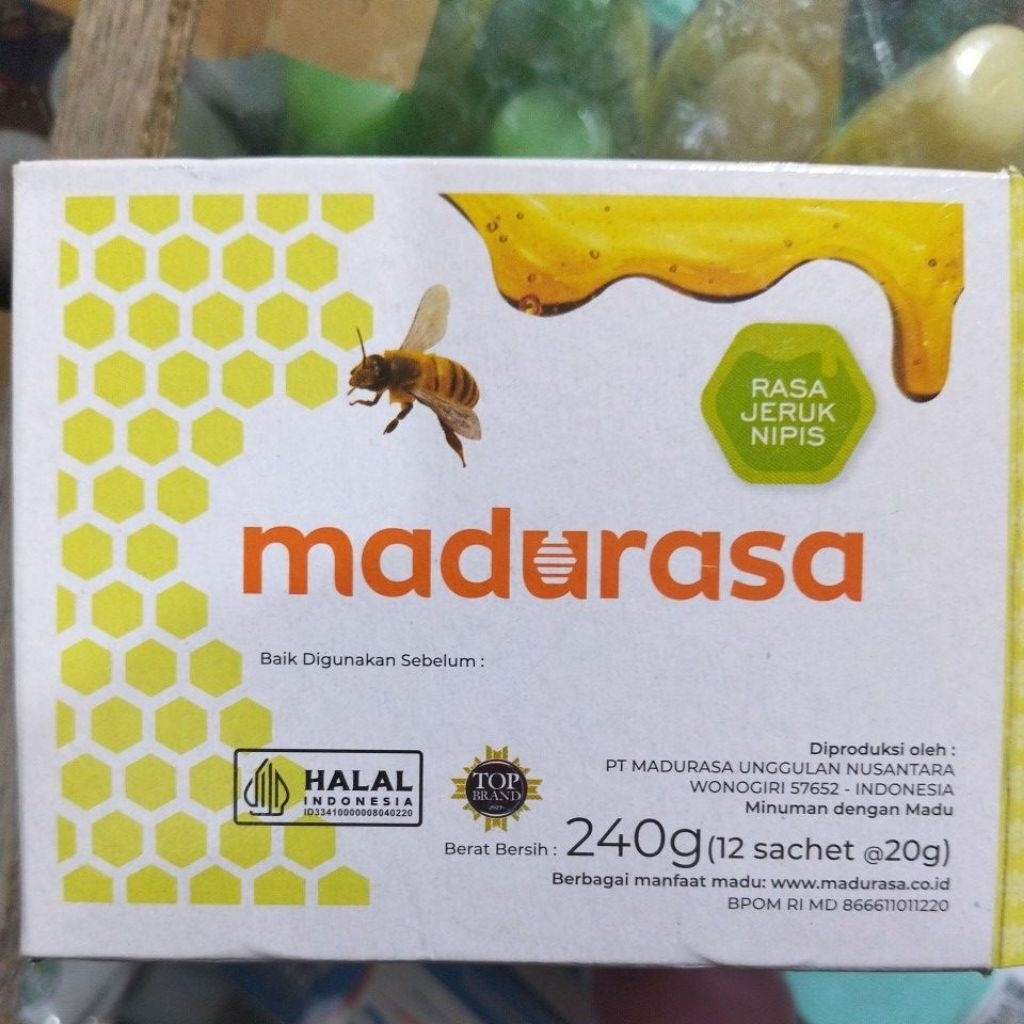 RASA
JERUK
NIPIS
madurasa
Baik Digunakan Sebelum :
HALAL
INDONESIA
ID33410000008040220
TOP
BRAND
Diproduksi oleh :
PT MADURASA UNGGULAN NUSANTARA
WONOGIRI 57652 - INDONESIA
Minuman dengan Madu
Berat Bersih : 240g (12 sachet @20g)
Berbagai manfaat madu: www.madurasa.co.id
BPOM RI MD 866611011220